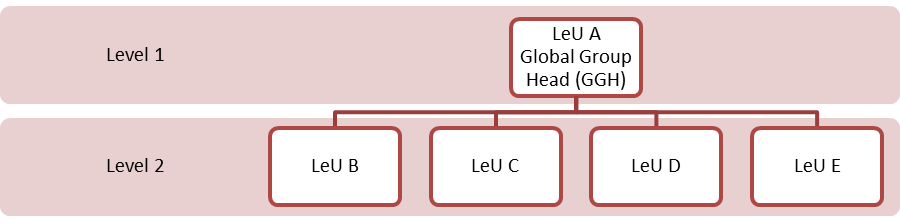 Level 1
LeU A
Global Group
Head (GGH)
Level 2
LeU B
LeU C
LeU D
LeU E